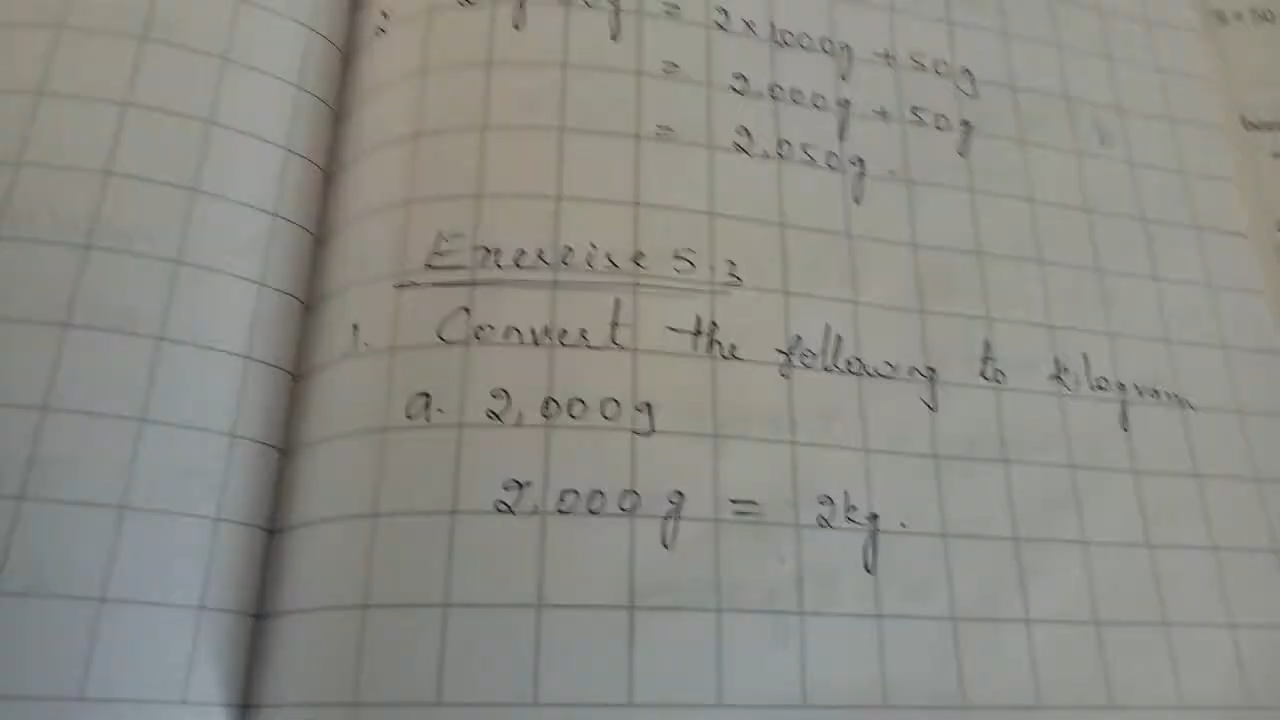 = 2×1000g + 50g
= 2.000g + 50g
= 2.050g.
Exercise 5.3
1. Convert the following to kilogram
a. 2,000g
2,000g = 2kg.